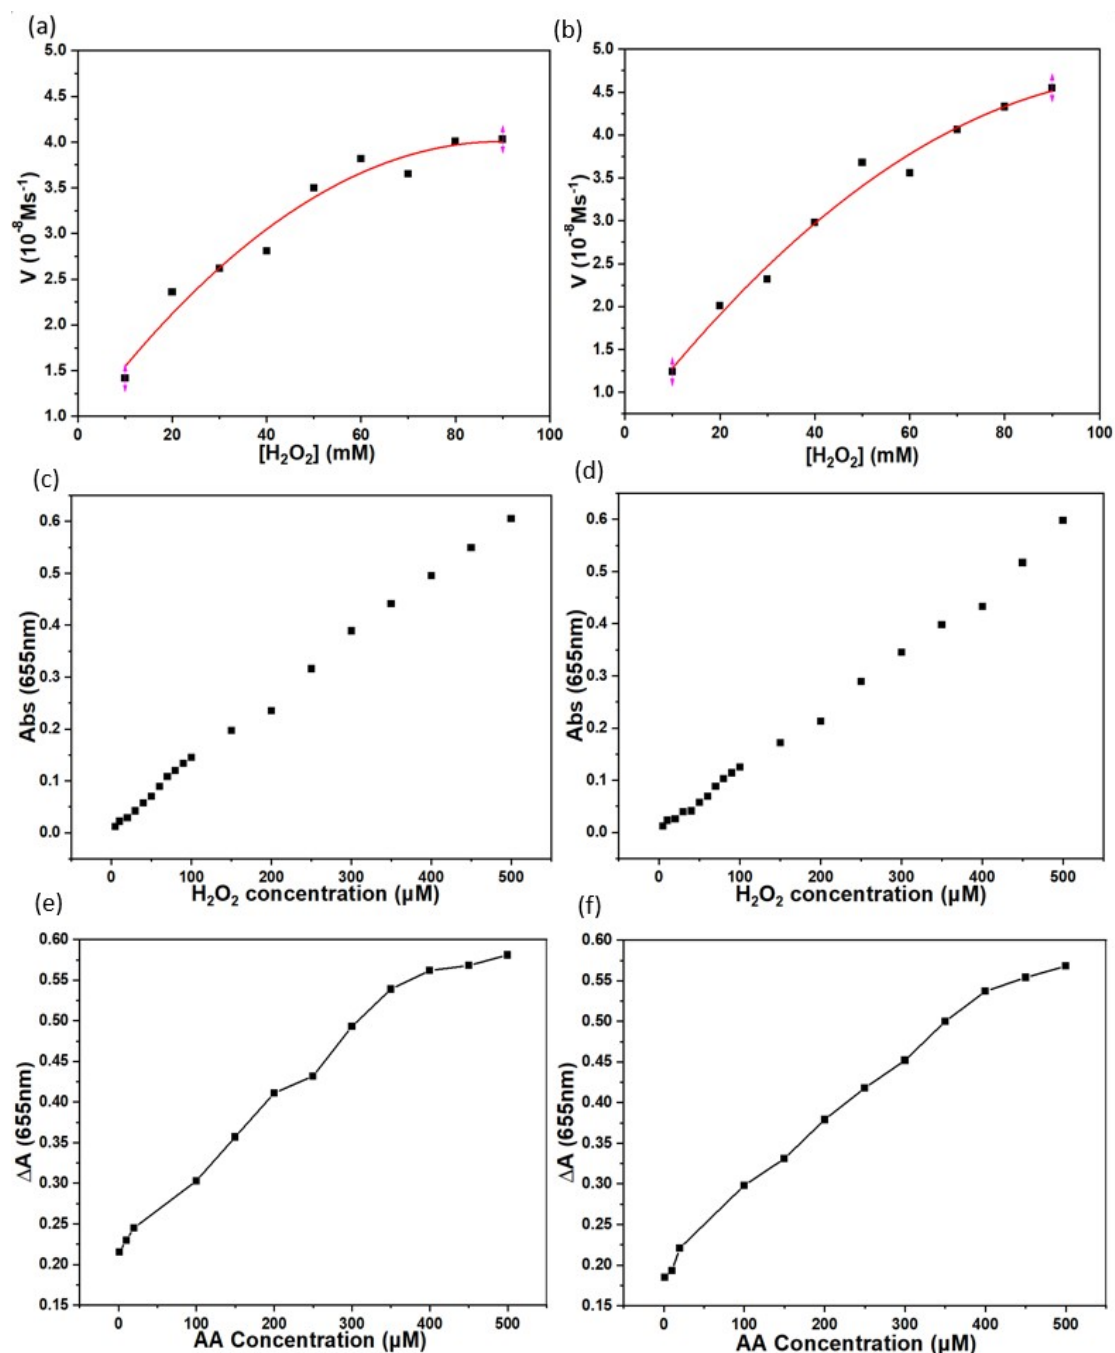 (a)
5.0
4.5
4.0
3.5
3.0
2.5
2.0
1.5
1.0
V (10⁻⁸Ms⁻¹)
0 20 40 60 80 100
[H₂O₂] (mM)
(b)
5.0
4.5
4.0
3.5
3.0
2.5
2.0
1.5
1.0
V (10⁻⁸Ms⁻¹)
0 20 40 60 80 100
[H₂O₂] (mM)
(c)
0.6
0.5
0.4
0.3
0.2
0.1
0.0
Abs (655nm)
0 100 200 300 400 500
H₂O₂ concentration (µM)
(d)
0.6
0.5
0.4
0.3
0.2
0.1
0.0
Abs (655nm)
0 100 200 300 400 500
H₂O₂ concentration (µM)
(e)
0.60
0.55
0.50
0.45
0.40
0.35
0.30
0.25
0.20
0.15
△A (655nm)
0 100 200 300 400 500
AA Concentration (µM)
(f)
0.60
0.55
0.50
0.45
0.40
0.35
0.30
0.25
0.20
0.15
△A (655nm)
0 100 200 300 400 500
AA Concentration (µM)